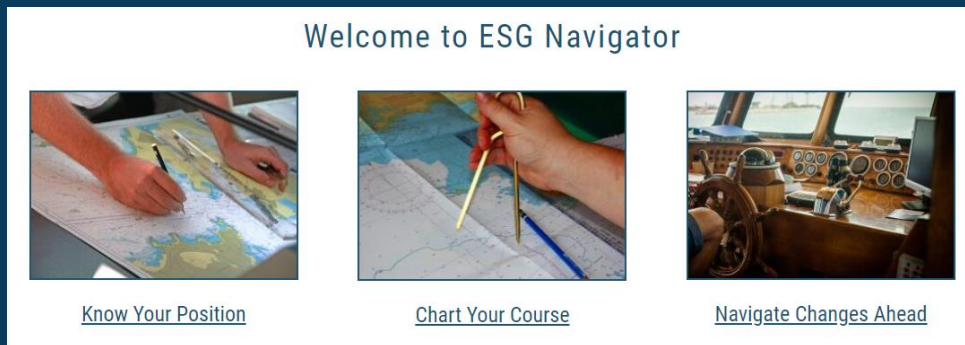 Welcome to ESG Navigator
Know Your Position
Chart Your Course
Navigate Changes Ahead